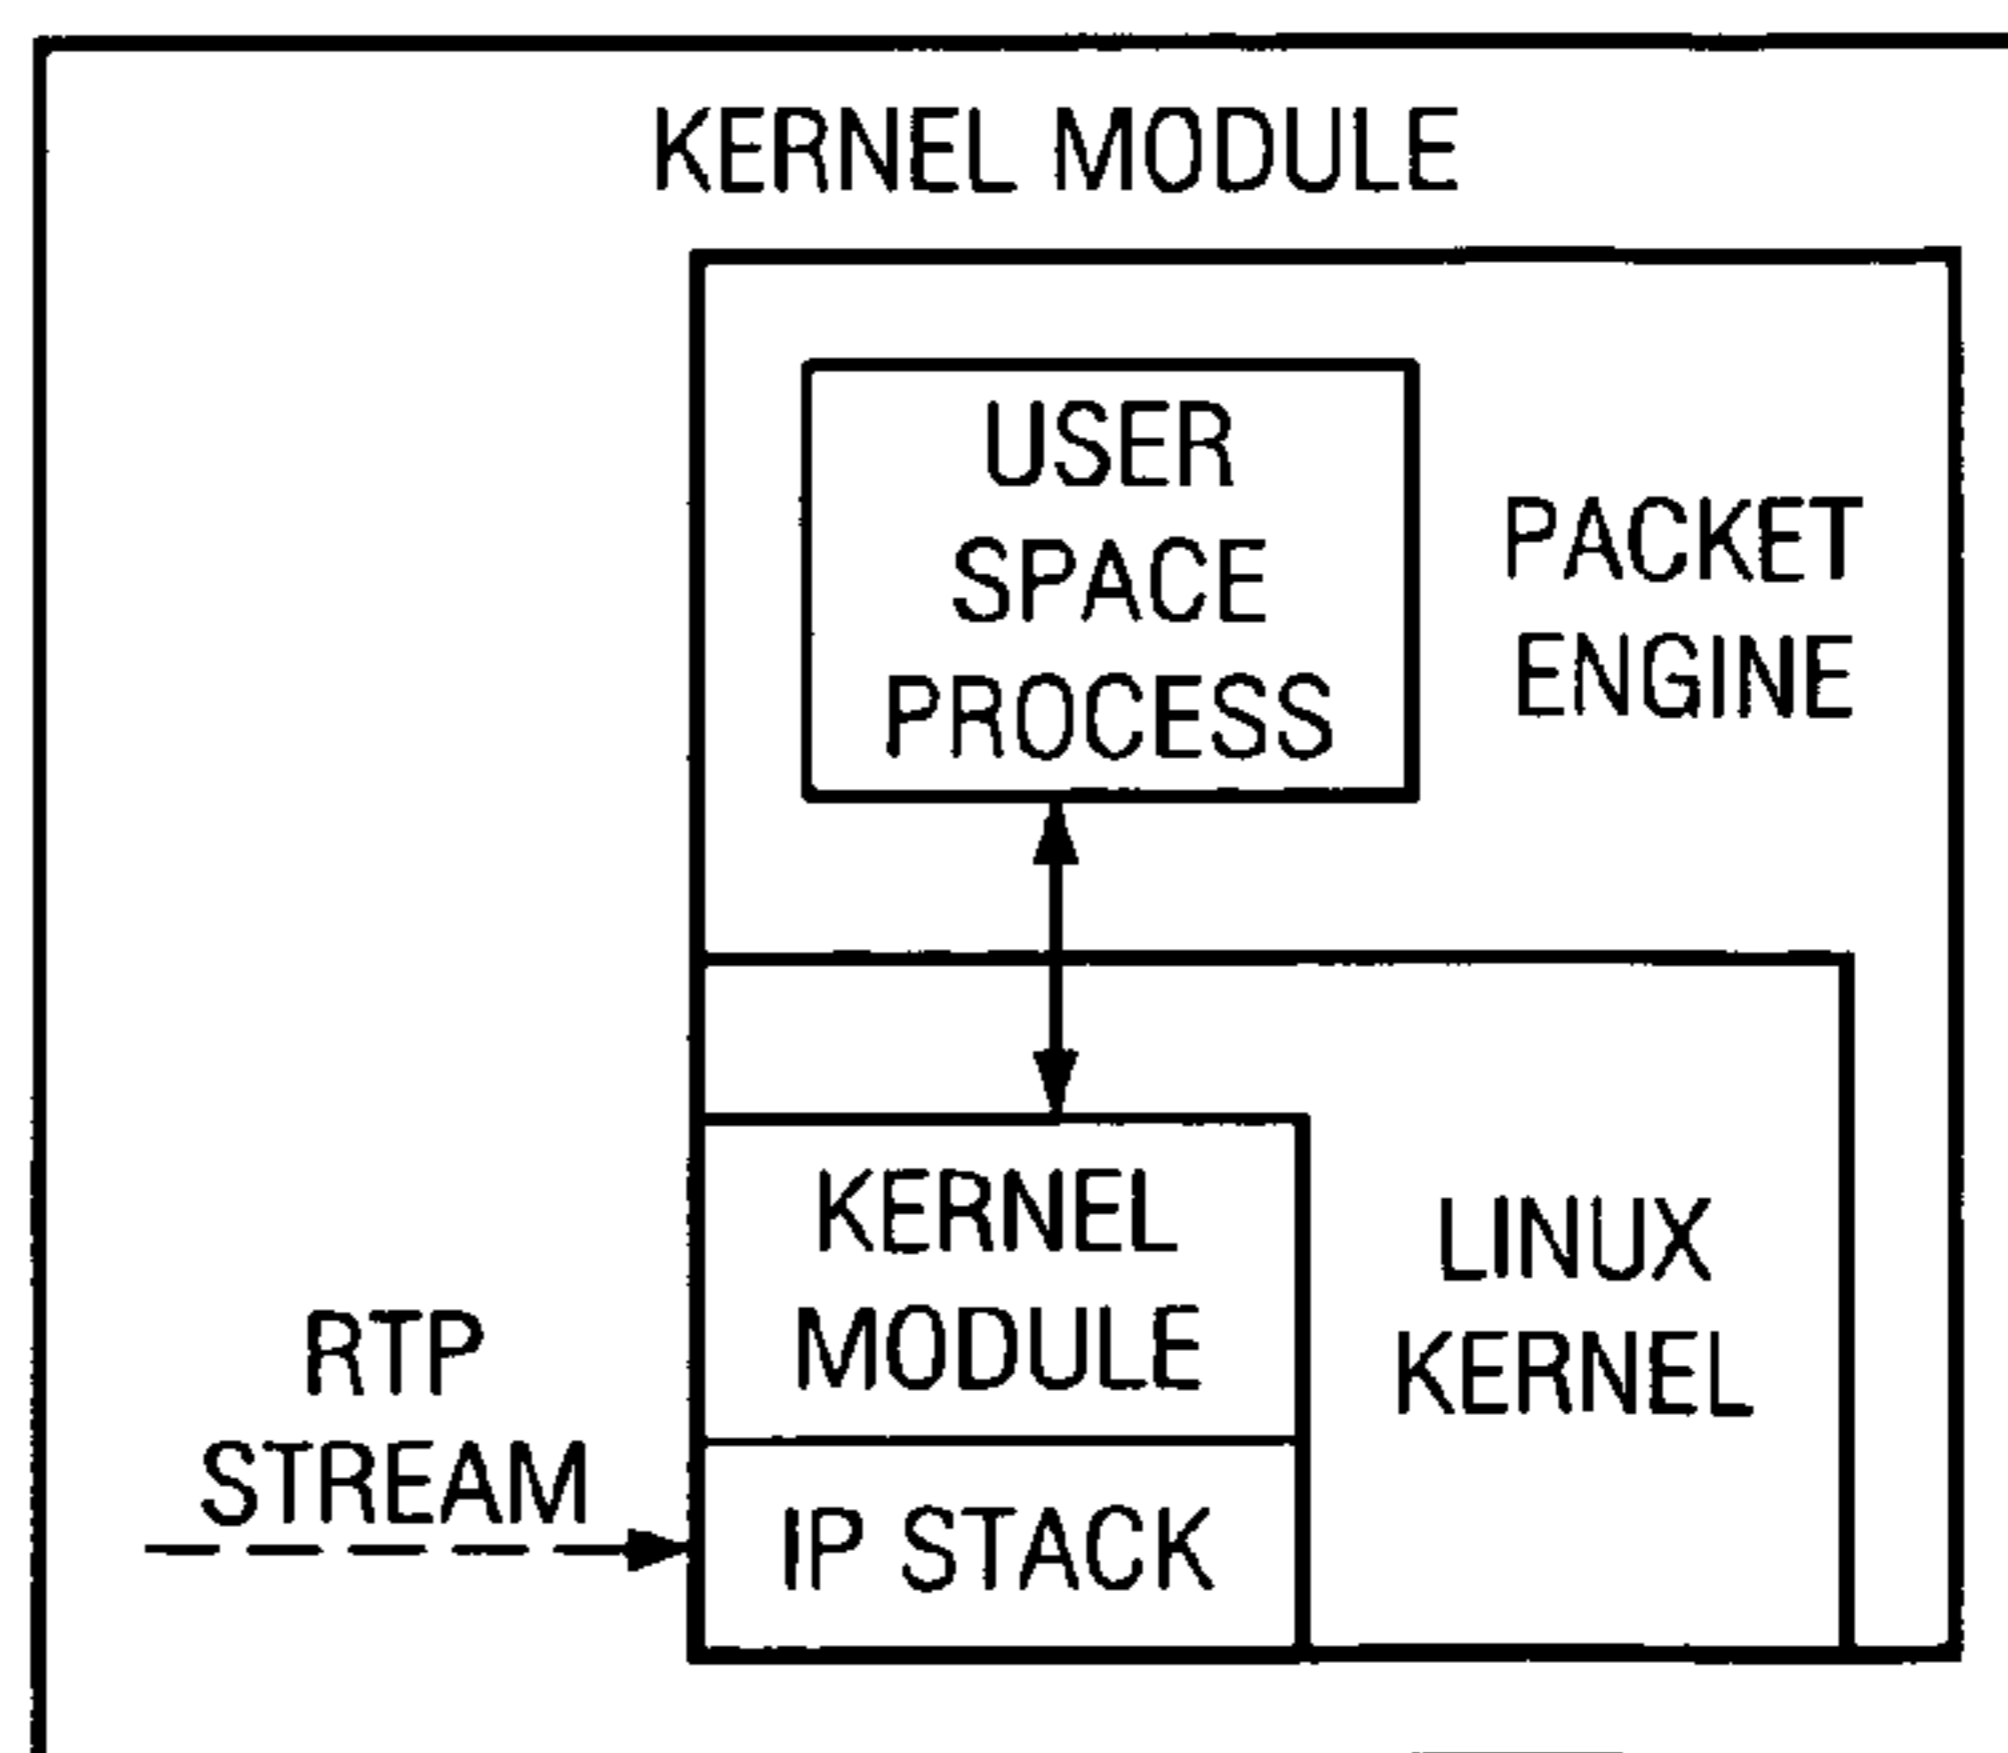 KERNEL MODULE
USER
SPACE
PROCESS
PACKET
ENGINE
KERNEL
MODULE
LINUX
KERNEL
RTP
STREAM
IP STACK